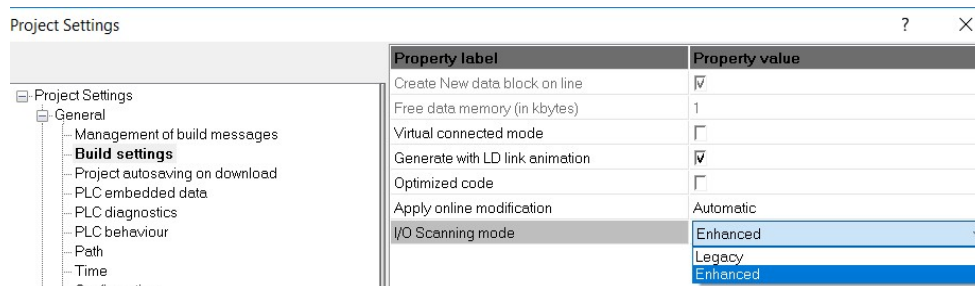 Project Settings ? X
Property label Property value
Create New data block on line
Free data memory (in kbytes) 1
Virtual connected mode
Generate with LD link animation
Optimized code
Apply online modification Automatic
I/O Scanning mode Enhanced
Legacy
Enhanced
Project Settings
General
Management of build messages
Build settings
Project autosaving on download
PLC embedded data
PLC diagnostics
PLC behaviour
Path
Time